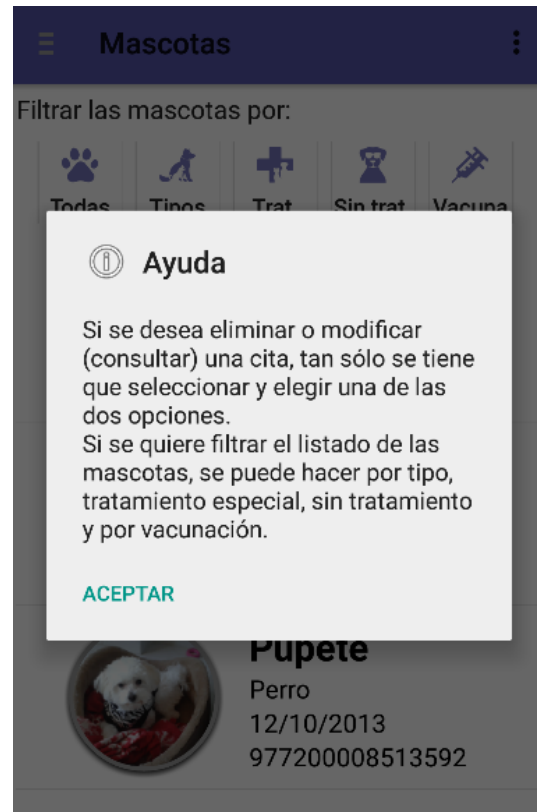 Mascotas
Filtrar las mascotas por:
Todas Tipos Trat. Sin trat. Vacuna
Ayuda
Si se desea eliminar o modificar
(consultar) una cita, tan sólo se tiene
que seleccionar y elegir una de las
dos opciones.
Si se quiere filtrar el listado de las
mascotas, se puede hacer por tipo,
tratamiento especial, sin tratamiento
y por vacunación.
ACEPTAR
Pupete
Perro
12/10/2013
977200008513592